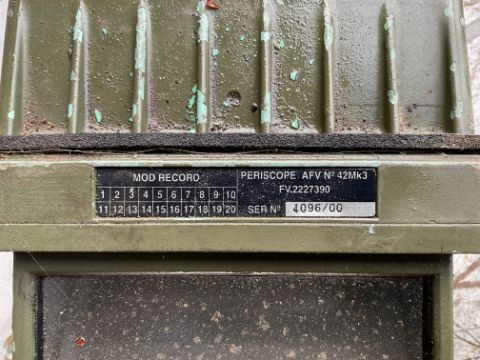 MOD RECORD
1 2 3 4 5 6 7 8 9 10
11 12 13 14 15 16 17 18 19 20
PERISCOPE. AFV Nº 42Mk3
FV.2227390
SER Nº 4096/00